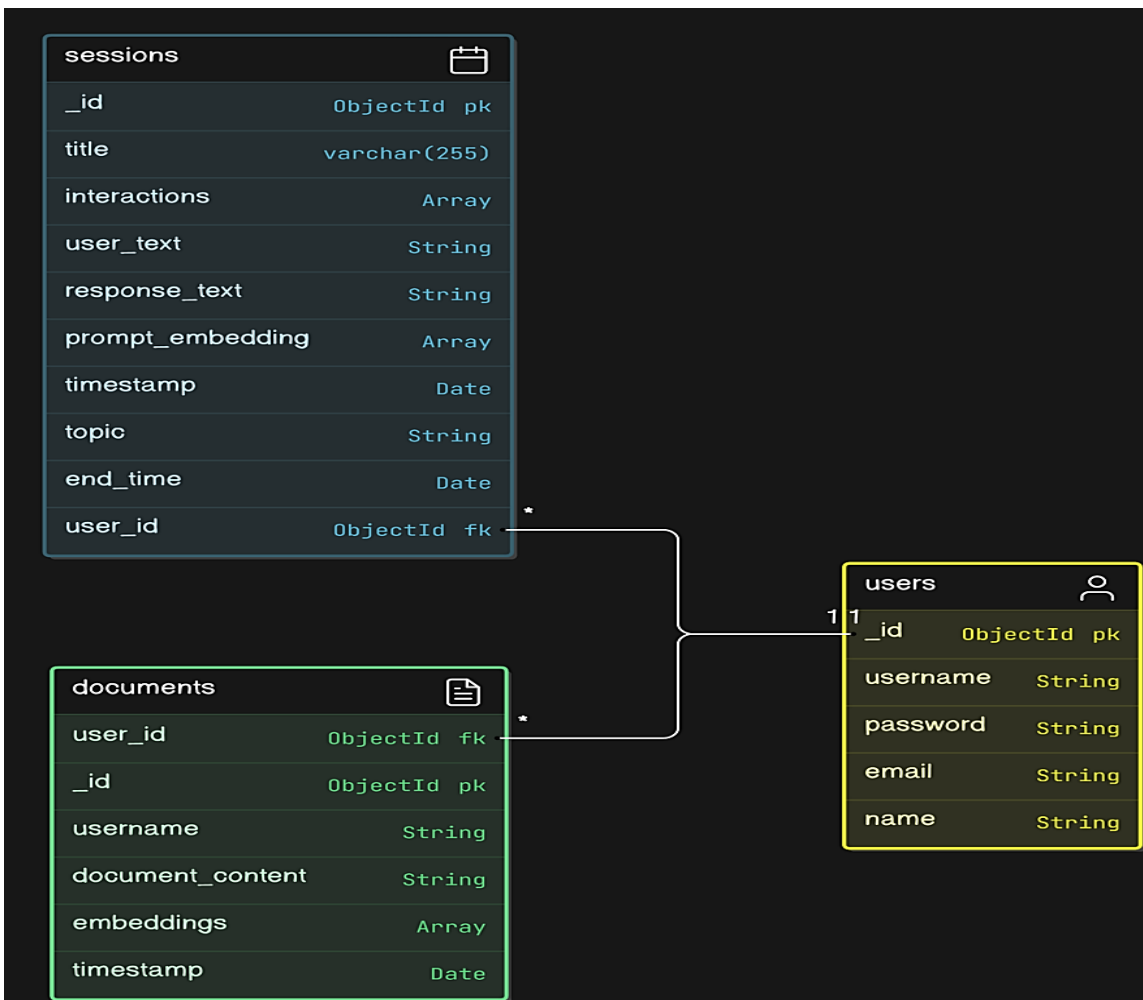 sessions
_id ObjectId pk
title varchar(255)
interactions Array
user_text String
response_text String
prompt_embedding Array
timestamp Date
topic String
end_time Date
user_id ObjectId fk
*
documents
user_id ObjectId fk
*
_id ObjectId pk
username String
document_content String
embeddings Array
timestamp Date
users
1 1
_id ObjectId pk
username String
password String
email String
name String